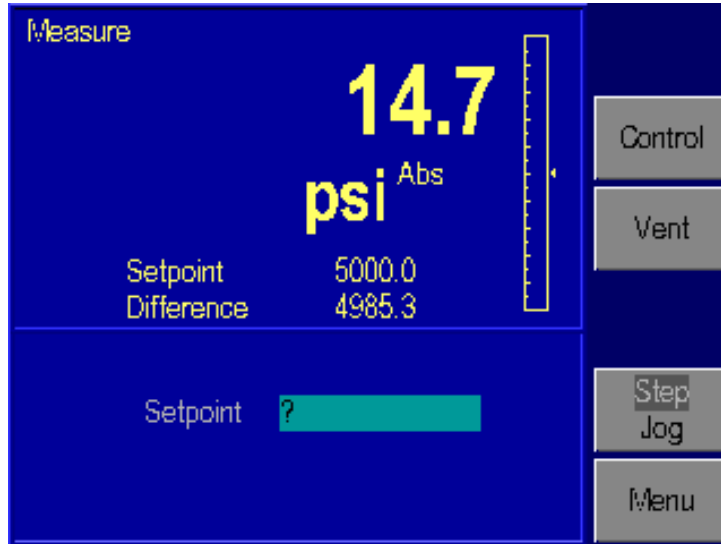 Measure
14.7
psi Abs
Setpoint 5000.0
Difference 4985.3
Setpoint ?
Control
Vent
Step
Jog
Menu